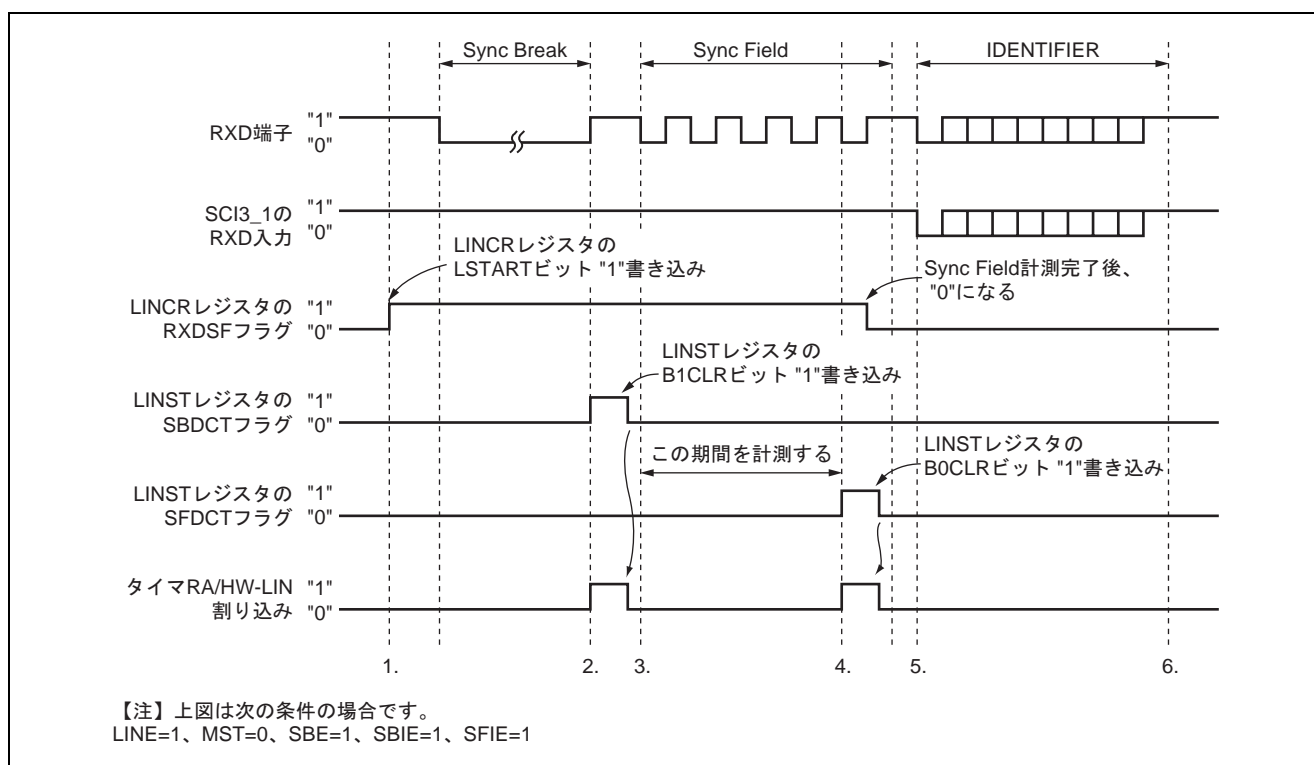 Sync Break
Sync Field
IDENTIFIER
RXD端子
"1"
"0"
SCI3_1の
RXD入力
"1"
"0"
LINCRレジスタの
LSTARTビット "1"書き込み
Sync Field計測完了後、
"0"になる
LINCRレジスタの
RXDSFフラグ
"1"
"0"
LINSTレジスタの
B1CLRビット "1"書き込み
LINSTレジスタの
SBDCTフラグ
"1"
"0"
この期間を計測する
LINSTレジスタの
B0CLRビット "1"書き込み
LINSTレジスタの
SFDCTフラグ
"1"
"0"
タイマRA/HW-LIN
割り込み
"1"
"0"
1.
2.
3.
4.
5.
6.
【注】上図は次の条件の場合です。
LINE=1、MST=0、SBE=1、SBIE=1、SFIE=1